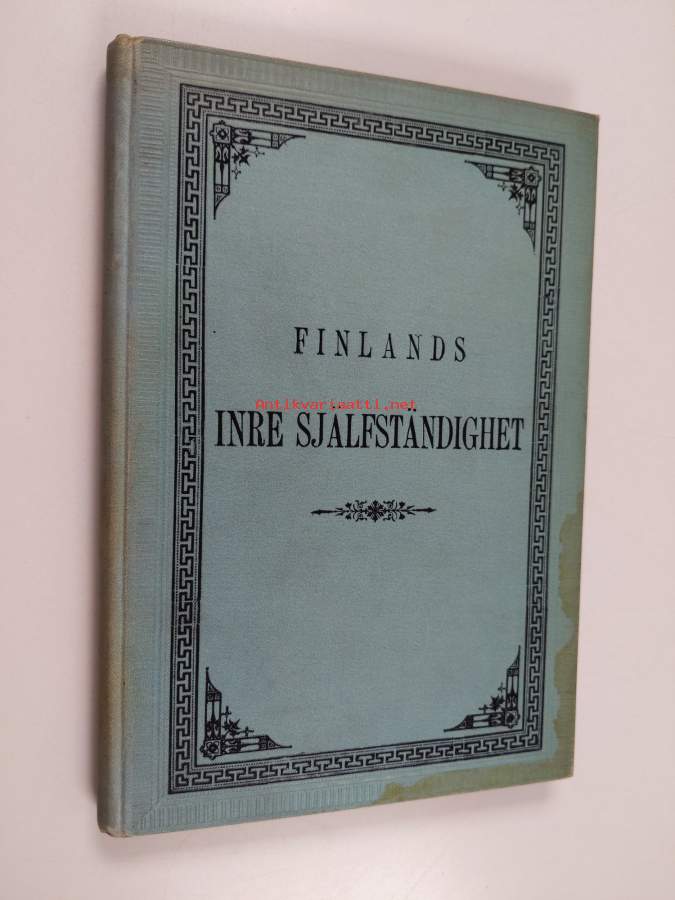 FINLANDS
Antikvariaatti.net
INRE SJÄLFSTÄNDIGHET